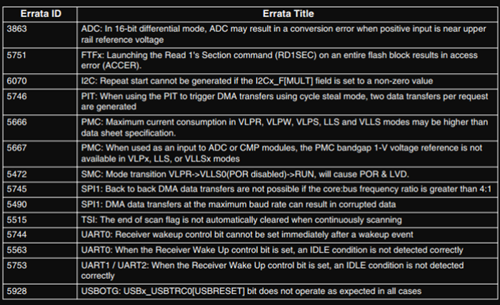 Errata ID Errata Title
3863 ADC: In 16-bit differential mode, ADC may result in a conversion error when positive input is near upper
rail reference voltage
5751 FTFx: Launching the Read 1's Section command (RD1SEC) on an entire flash block results in access
error (ACCER).
6070 I2C: Repeat start cannot be generated if the I2Cx_F[MULT] field is set to a non-zero value
5746 PIT: When using the PIT to trigger DMA transfers using cycle steal mode, two data transfers per request
are generated
5666 PMC: Maximum current consumption in VLPR, VLPW, VLPS, LLS and VLLS modes may be higher than
data sheet specification.
5667 PMC: When used as an input to ADC or CMP modules, the PMC bandgap 1-V voltage reference is not
available in VLPx, LLS, or VLLSx modes
5472 SMC: Mode transition VLPR->VLLS0(POR disabled)->RUN, will cause POR & LVD.
5745 SPI1: Back to back DMA data transfers are not possible if the core:bus frequency ratio is greater than 4:1
5490 SPI1: DMA data transfers at the maximum baud rate can result in corrupted data
5515 TSI: The end of scan flag is not automatically cleared when continuously scanning
5744 UART0: Receiver wakeup control bit cannot be set immediately after a wakeup event
5563 UART0: When the Receiver Wake Up control bit is set, an IDLE condition is not detected correctly
5753 UART1 / UART2: When the Receiver Wake Up control bit is set, an IDLE condition is not detected
correctly
5928 USBOTG: USBx_USBTRC0[USBRESET] bit does not operate as expected in all cases